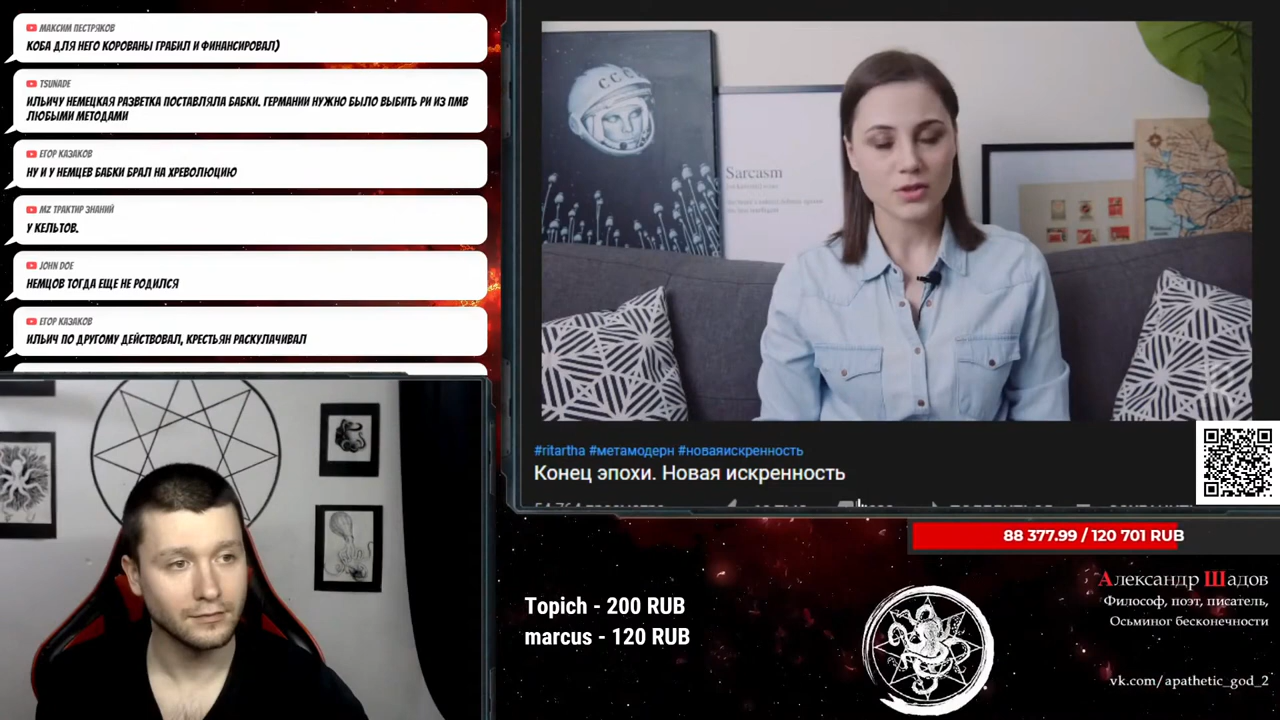 МАКСИМ ПЕСТРЯКОВ
КОБА ДЛЯ НЕГО КОРОВАНЫ ГРАБИЛ И ФИНАНСИРОВАЛ)
TSUNADE
ИЛЬИЧУ НЕМЕЦКАЯ РАЗВЕТКА ПОСТАВЛЯЛА БАБКИ. ГЕРМАНИИ НУЖНО БЫЛО ВЫБИТЬ РИ ИЗ ПМВ
ЛЮБЫМИ МЕТОДАМИ
ЕГОР КАЗАКОВ
НУ И У НЕМЦЕВ БАБКИ БРАЛ НА ХРЕВОЛЮЦИЮ
MZ ТРАКТИР ЗНАНИЙ
У КЕЛЬТОВ.
JOHN DOE
НЕМЦОВ ТОГДА ЕЩЕ НЕ РОДИЛСЯ
ЕГОР КАЗАКОВ
ИЛЬИЧ ПО ДРУГОМУ ДЕЙСТВОВАЛ, КРЕСТЬЯН РАСКУЛАЧИВАЛ
СССР
Sarcasm
#ritartha #метамодерн #новаяискренность
Конец эпохи. Новая искренность
88 377.99 / 120 701 RUB
Topich - 200 RUB
marcus - 120 RUB
Александр Шадов
Философ, поэт, писатель,
Осьминог бесконечности
vk.com/apathetic_god_2